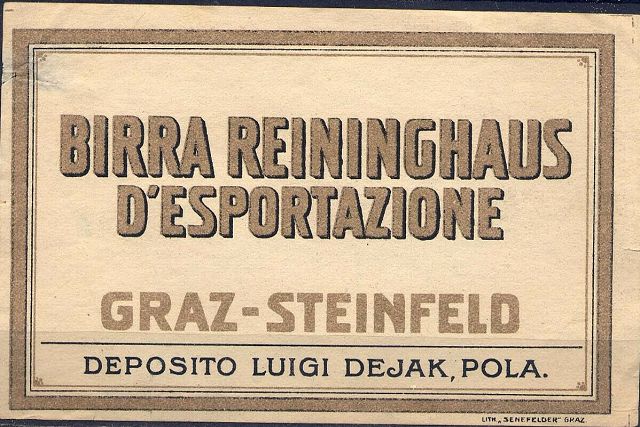 BIRRA REININGHAUS
D'ESPORTAZIONE
GRAZ-STEINFELD
DEPOSITO LUIGI DEJAK, POLA.
LITH. „SENEFELDER" GRAZ.